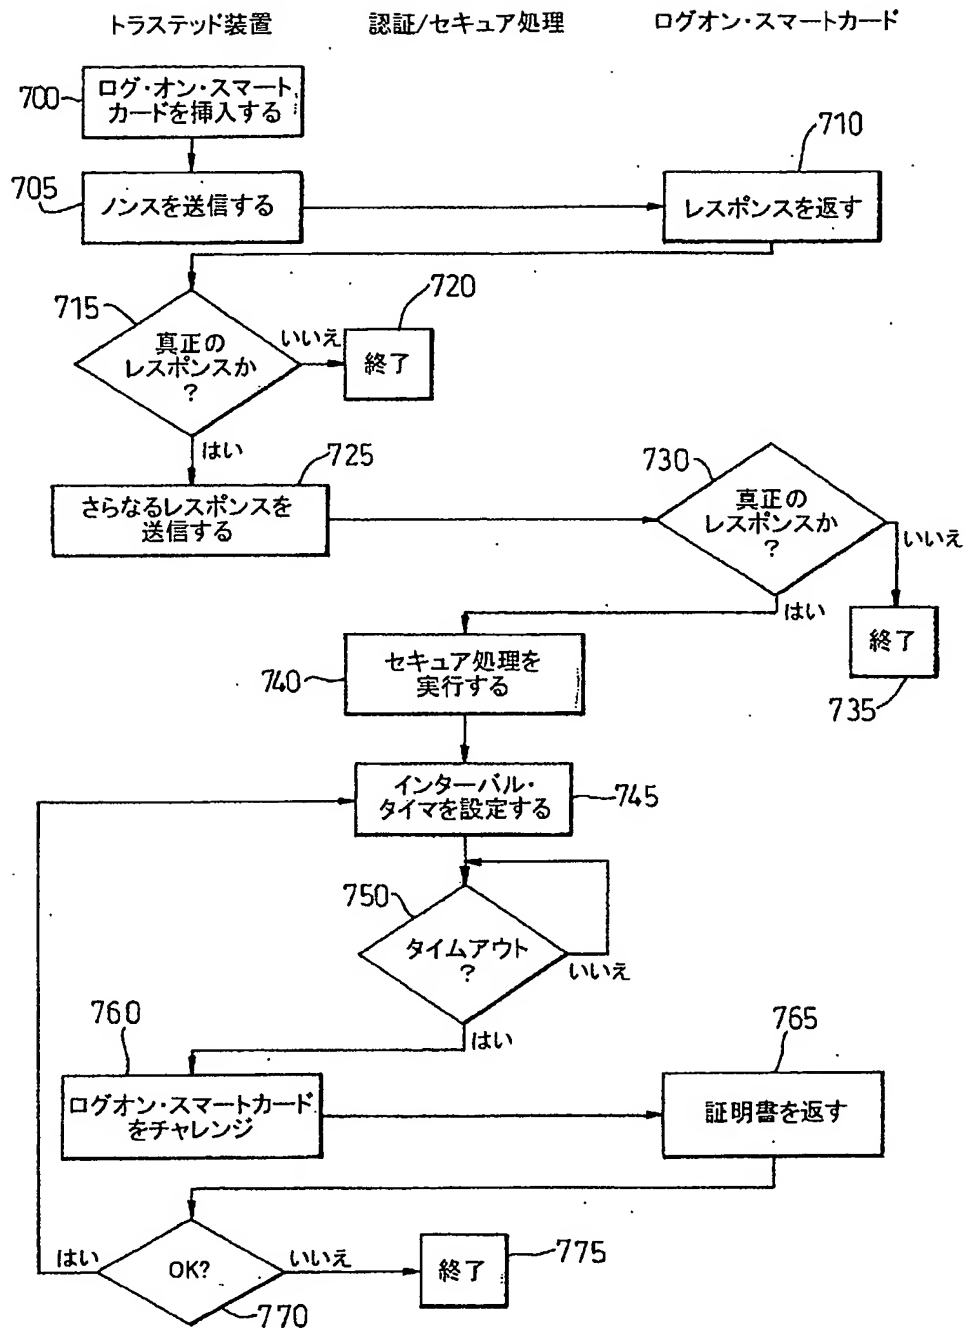 トラステッド装置
認証/セキュア処理
ログオン・スマートカード
700
ログ・オン・スマート
カードを挿入する
705
ノンスを送信する
710
レスポンスを返す
715
真正の
レスポンスか
?
いいえ
720
終了
はい
725
さらなるレスポンスを
送信する
730
真正の
レスポンスか
?
いいえ
はい
終了
735
740
セキュア処理を
実行する
インターバル・
タイマを設定する
745
750
タイムアウト
?
いいえ
はい
760
ログオン・スマートカード
をチャレンジ
765
証明書を返す
はい
OK?
いいえ
770
終了
775